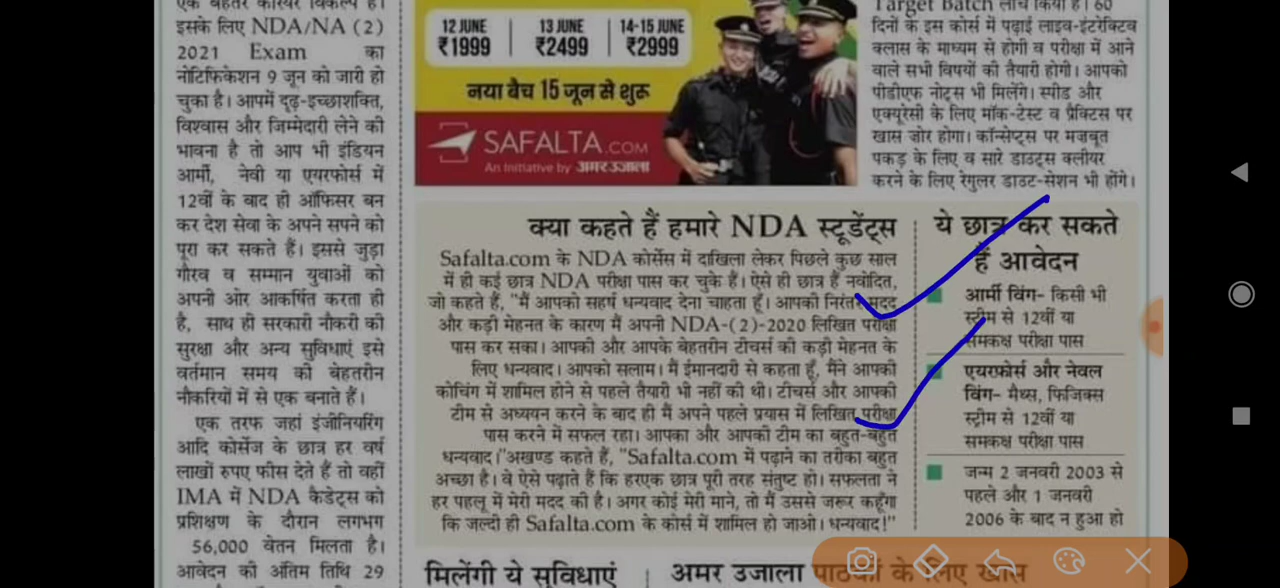 एक बेहतर करियर विकल्प है।
इसके लिए NDA/NA (2)
2021 Exam का
नोटिफिकेशन 9 जून को जारी हो
चुका है। आपमें दृढ़-इच्छाशक्ति,
विश्वास और जिम्मेदारी लेने की
भावना है तो आप भी इंडियन
आर्मी, नेवी या एयरफोर्स में
12वीं के बाद ही ऑफिसर बन
कर देश सेवा के अपने सपने को
पूरा कर सकते हैं। इससे जुड़ा
गौरव व सम्मान युवाओं को
अपनी ओर आकर्षित करता ही
है, साथ ही सरकारी नौकरी की
सुरक्षा और अन्य सुविधाएं इसे
वर्तमान समय की बेहतरीन
नौकरियों में से एक बनाते हैं।
एक तरफ जहां इंजीनियरिंग
आदि कोर्सेज के छात्र हर वर्ष
लाखों रुपए फीस देते हैं तो वहीं
IMA में NDA कैडेट्स को
प्रशिक्षण के दौरान लगभग
56,000 वेतन मिलता है।
आवेदन की अंतिम तिथि 29
12 JUNE
₹1999
13 JUNE
₹2499
14-15 JUNE
₹2999
नया बैच 15 जून से शुरू
SAFALTA.COM
An Initiative by अमर उजाला
Target Batch लांच किया है। 60
दिनों के इस कोर्स में पढ़ाई लाइव-इंटरेक्टिव
क्लास के माध्यम से होगी व परीक्षा में आने
वाले सभी विषयों की तैयारी होगी। आपको
पीडीएफ नोट्स भी मिलेंगे। स्पीड और
एक्यूरेसी के लिए मॉक-टेस्ट व प्रैक्टिस पर
खास जोर होगा। कॉन्सेप्ट्स पर मजबूत
पकड़ के लिए व सारे डाउट्स क्लीयर
करने के लिए रेगुलर डाउट-सेशन भी होंगे।
क्या कहते हैं हमारे NDA स्टूडेंट्स
Safalta.com के NDA कोर्सेस में दाखिला लेकर पिछले कुछ साल
में ही कई छात्र NDA परीक्षा पास कर चुके हैं। ऐसे ही छात्र हैं नवोदित,
जो कहते हैं, "मैं आपको सहर्ष धन्यवाद देना चाहता हूं। आपकी निरंतर मदद
और कड़ी मेहनत के कारण मैं अपनी NDA-(2)-2020 लिखित परीक्षा
पास कर सका। आपकी और आपके बेहतरीन टीचर्स की कड़ी मेहनत के
लिए धन्यवाद। आपको सलाम। मैं ईमानदारी से कहता हूं, मैंने आपकी
कोचिंग में शामिल होने से पहले तैयारी भी नहीं की थी। टीचर्स और आपकी
टीम से अध्ययन करने के बाद ही मैं अपने पहले प्रयास में लिखित परीक्षा
पास करने में सफल रहा। आपका और आपकी टीम का बहुत-बहुत
धन्यवाद।"अखण्ड कहते हैं, "Safalta.com में पढ़ाने का तरीका बहुत
अच्छा है। वे ऐसे पढ़ाते हैं कि हरएक छात्र पूरी तरह संतुष्ट हो। सफलता ने
हर पहलू में मेरी मदद की है। अगर कोई मेरी माने, तो मैं उससे जरूर कहूँगा
कि जल्दी ही Safalta.com के कोर्स में शामिल हो जाओ। धन्यवाद!"
ये छात्र कर सकते
हैं आवेदन
आर्मी विंग- किसी भी
स्ट्रीम से 12वीं या
समकक्ष परीक्षा पास
एयरफ़ोर्स और नेवल
विंग- मैथ्स, फिजिक्स
स्ट्रीम से 12वीं या
समकक्ष परीक्षा पास
जन्म 2 जनवरी 2003 से
पहले और 1 जनवरी
2006 के बाद न हुआ हो
मिलेंगी ये सुविधाएं
अमर उजाला पाठकों के लिए खास